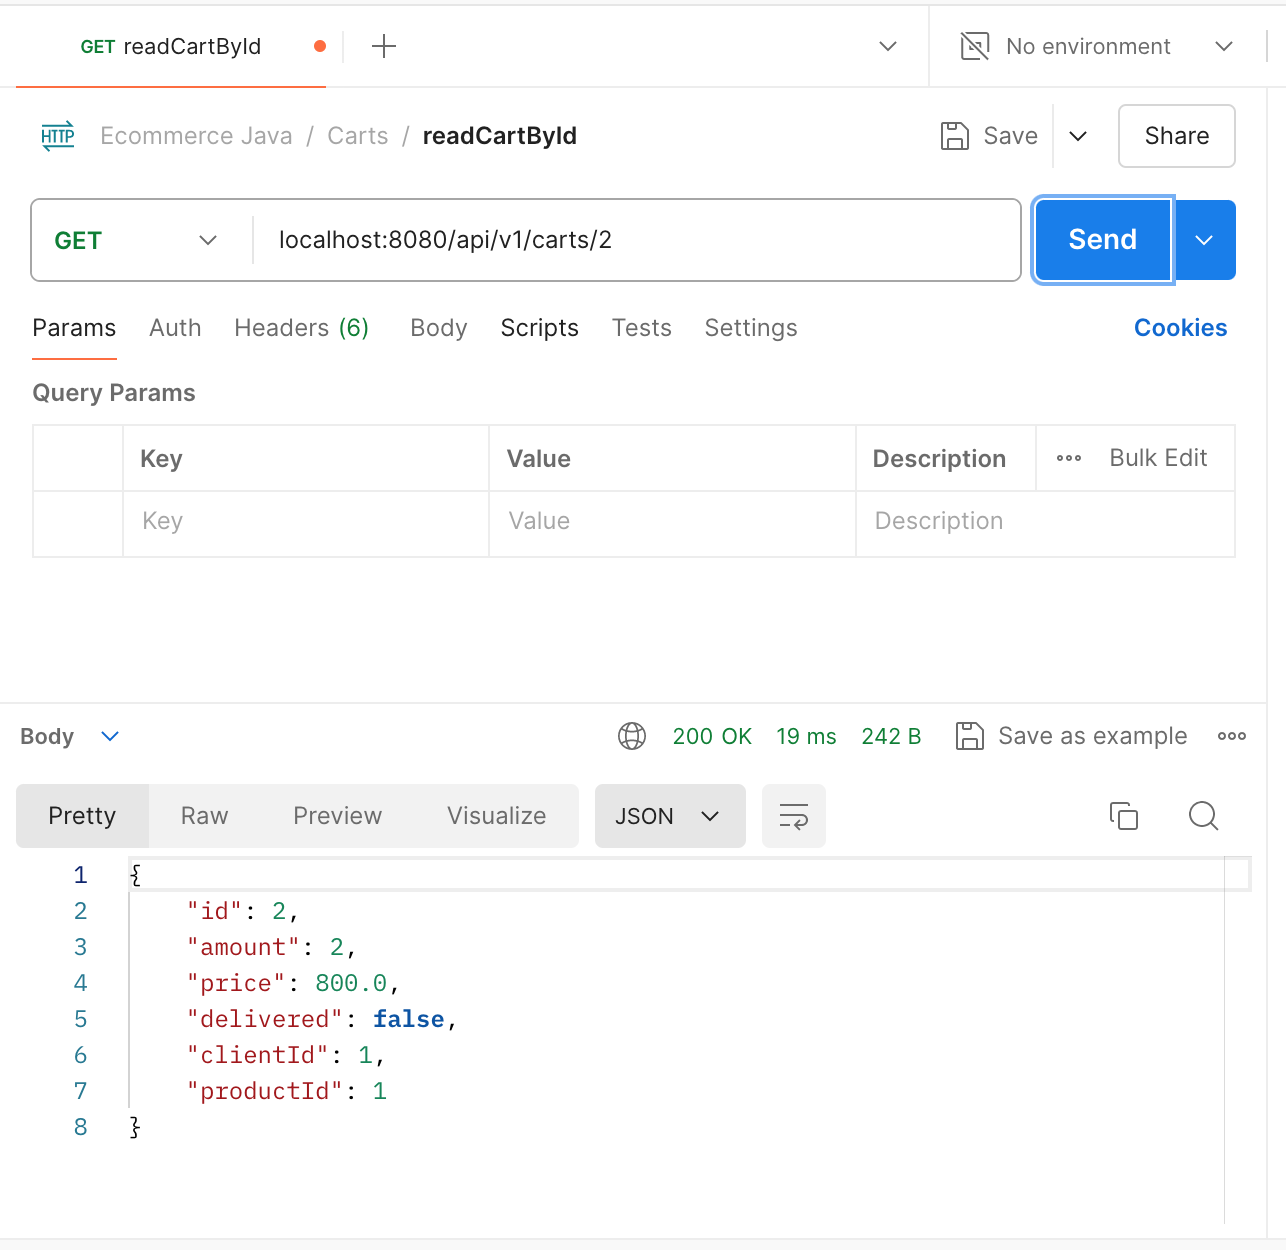 GET readCartById
No environment
HTTP Ecommerce Java / Carts / readCartById
Save
Share
GET localhost:8080/api/v1/carts/2
Send
Params Auth Headers (6) Body Scripts Tests Settings Cookies
Query Params
Key Value Description Bulk Edit
Key Value Description
Body 200 OK 19 ms 242 B Save as example
Pretty Raw Preview Visualize JSON
1 {
2 "id": 2,
3 "amount": 2,
4 "price": 800.0,
5 "delivered": false,
6 "clientId": 1,
7 "productId": 1
8 }